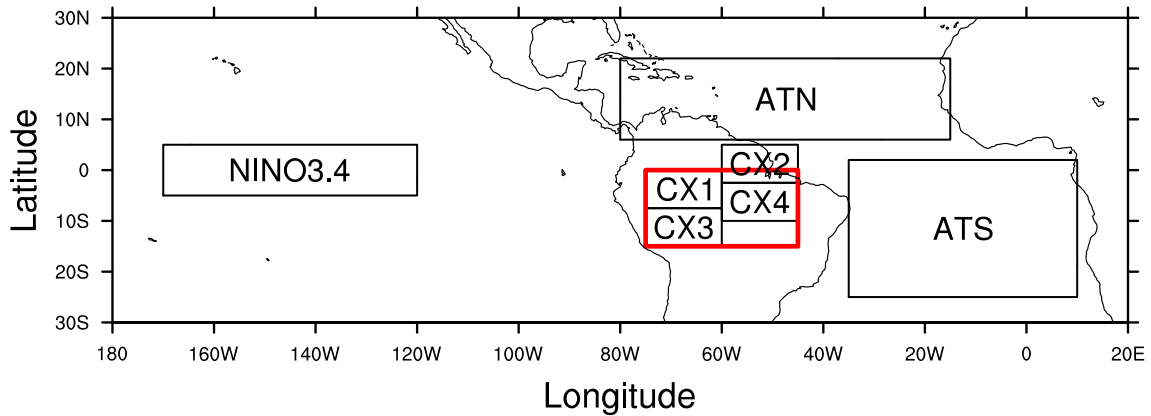 30N
20N
10N
0
10S
20S
30S
Latitude
ATN
NINO3.4
CX2
CX1
CX4
CX3
ATS
180 160W 140W 120W 100W 80W 60W 40W 20W 0 20E
Longitude